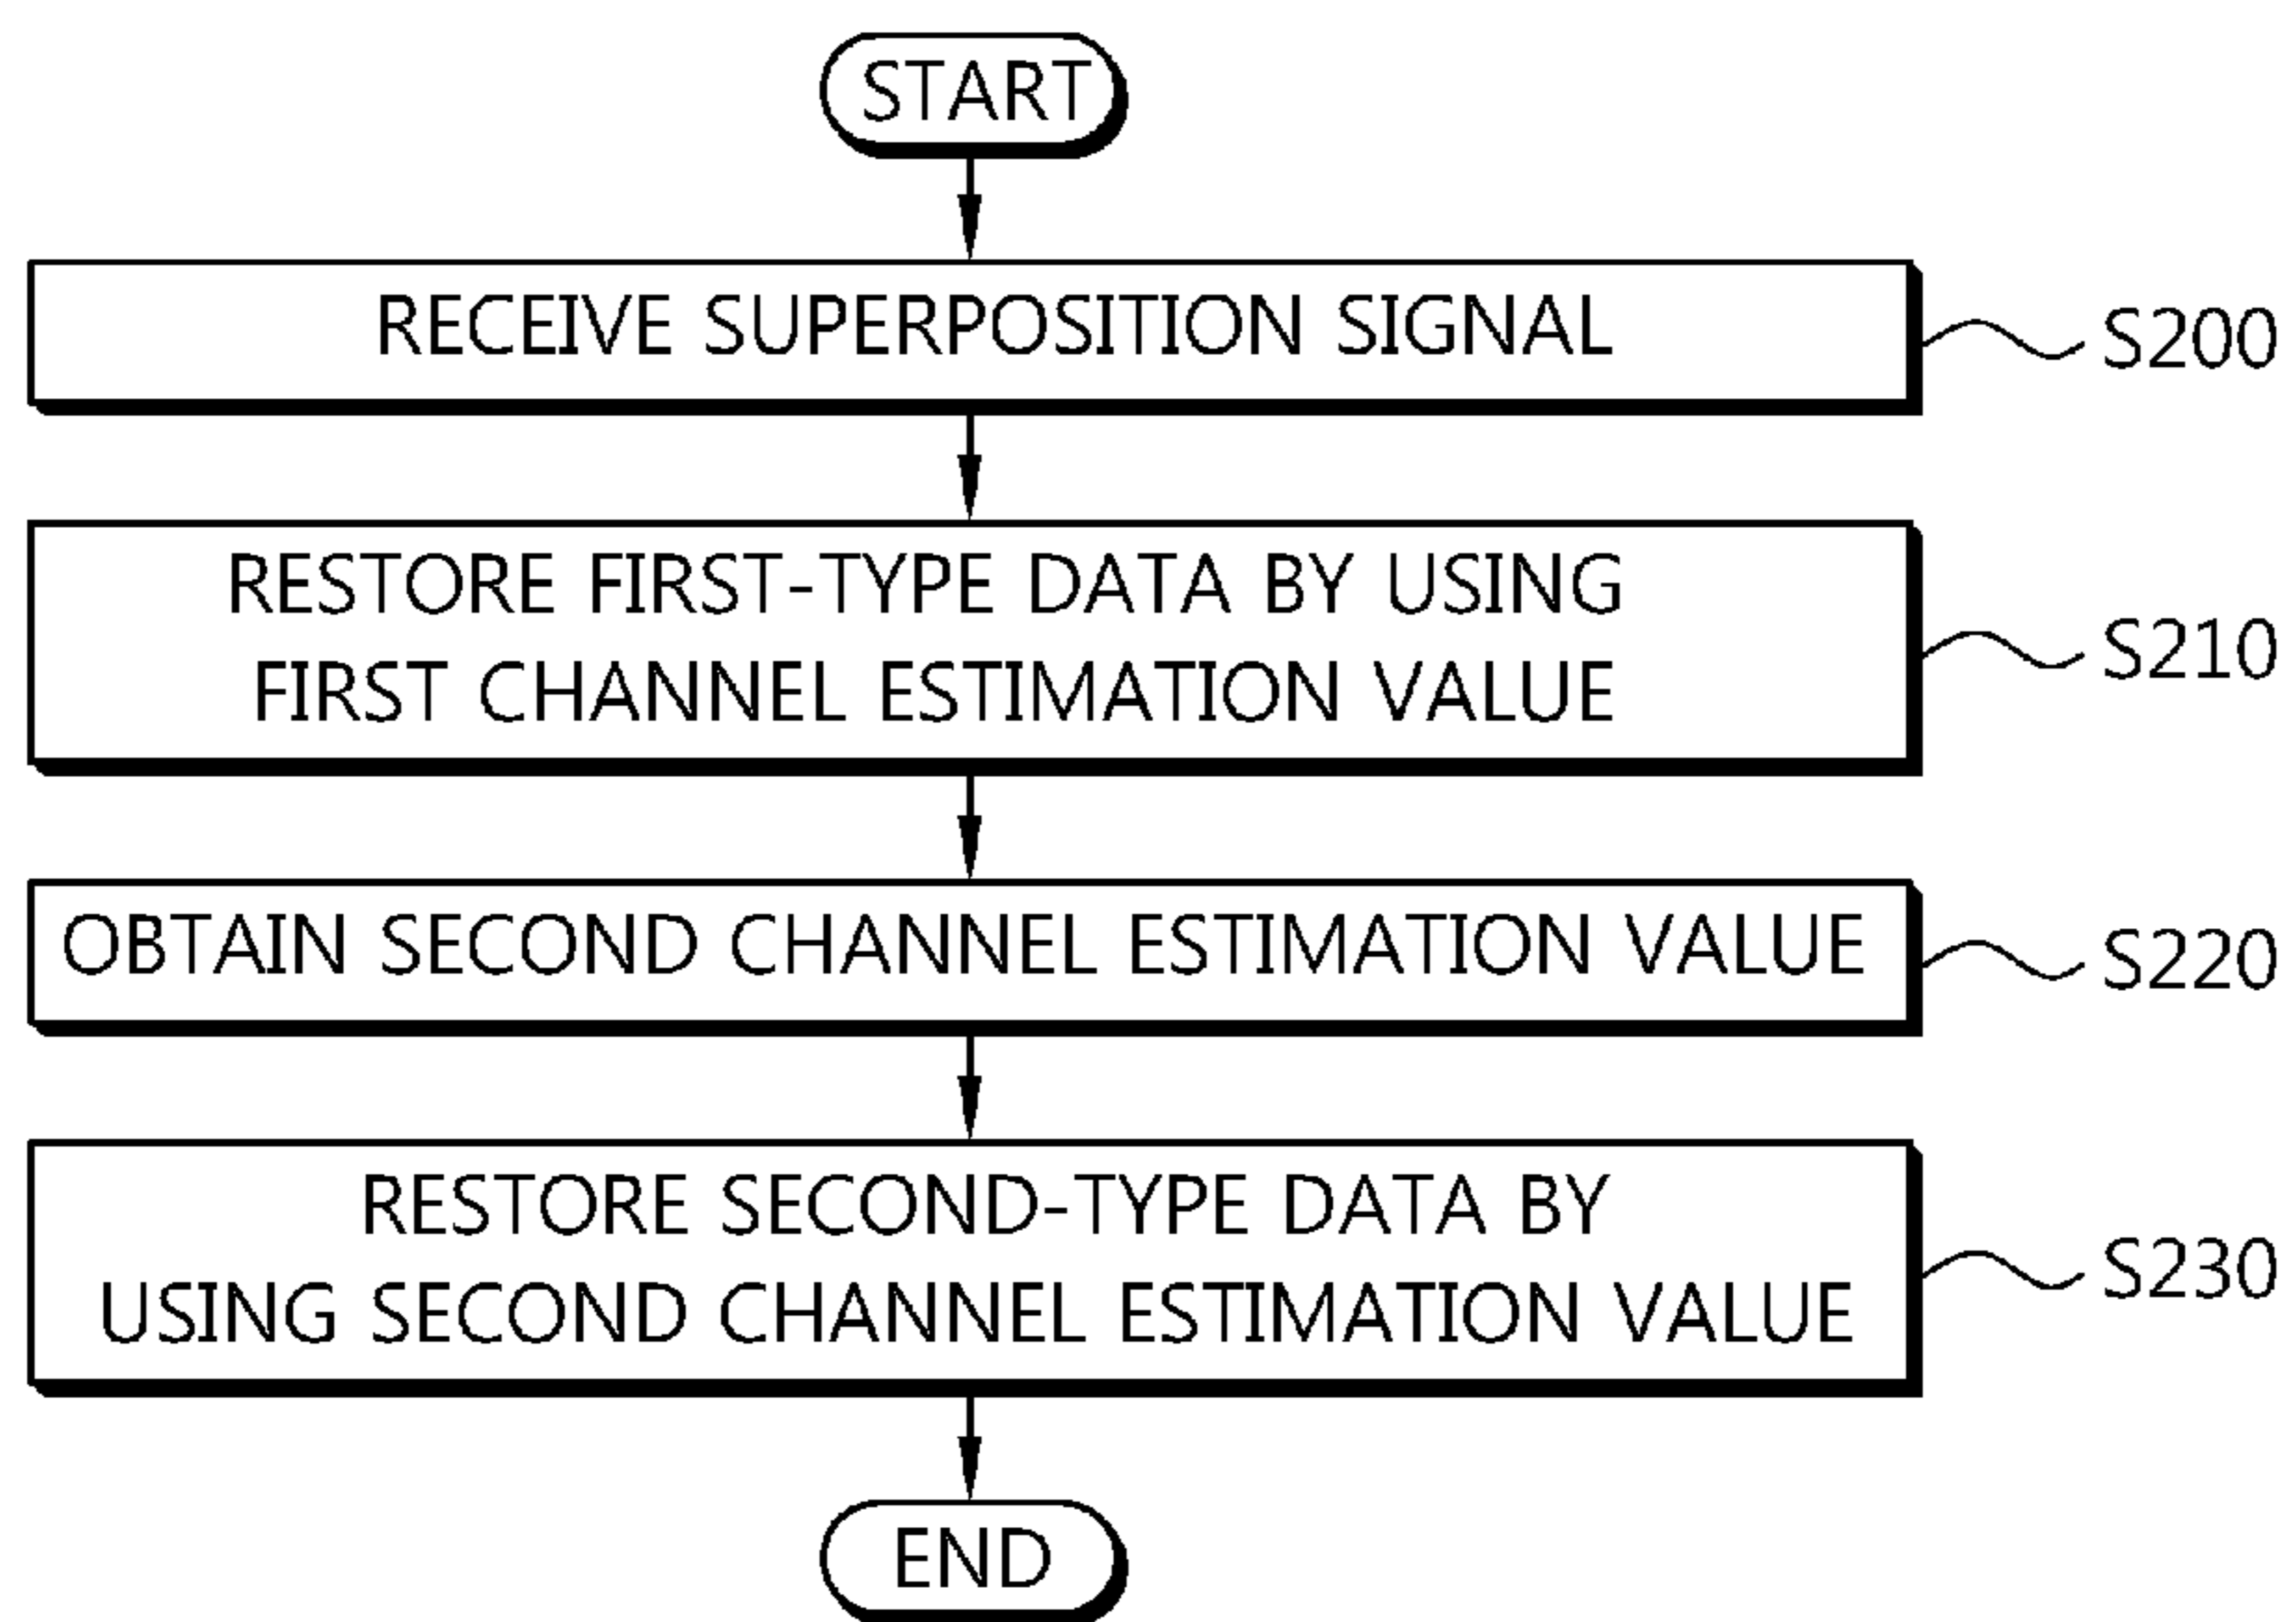 START
RECEIVE SUPERPOSITION SIGNAL
S200
RESTORE FIRST-TYPE DATA BY USING
FIRST CHANNEL ESTIMATION VALUE
S210
OBTAIN SECOND CHANNEL ESTIMATION VALUE
S220
RESTORE SECOND-TYPE DATA BY
USING SECOND CHANNEL ESTIMATION VALUE
S230
END